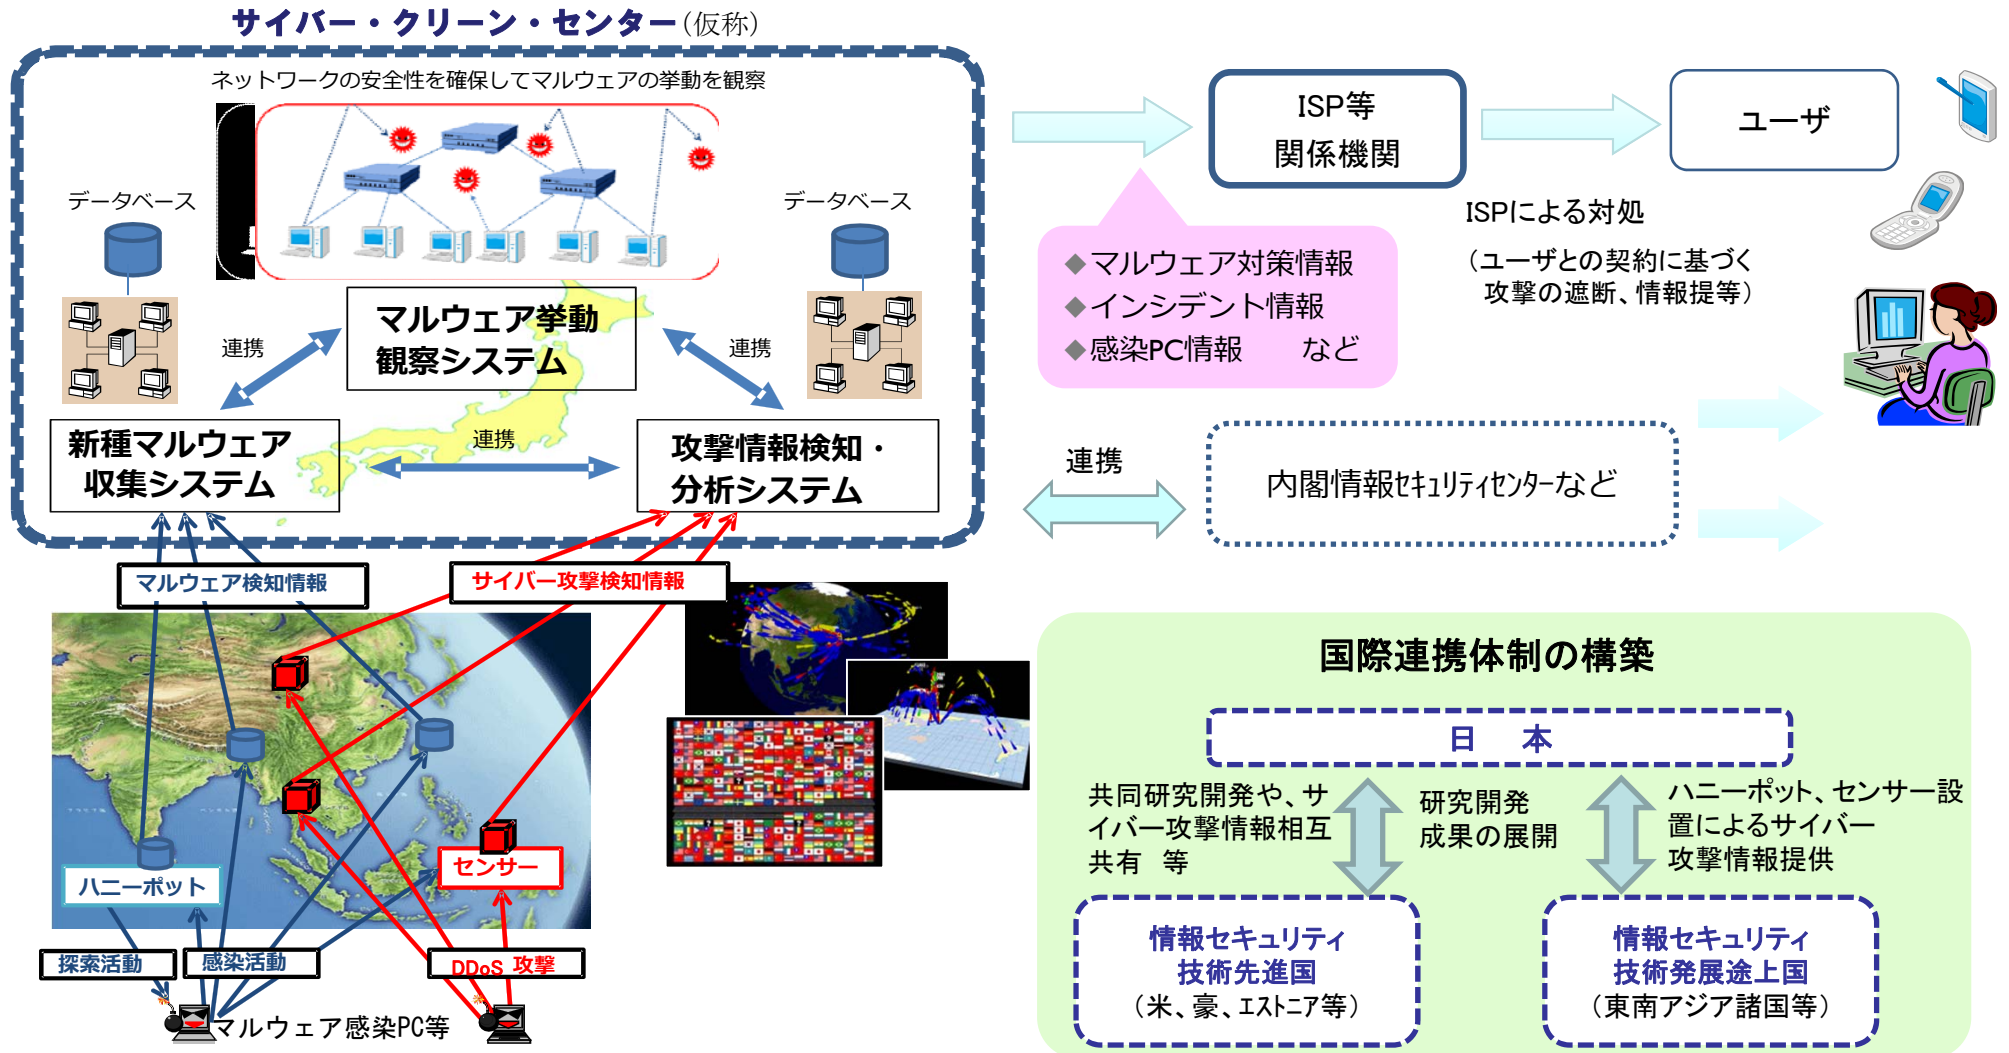 サイバー・クリーン・センター(仮称)
ネットワークの安全性を確保してマルウェアの挙動を観察
データベース
データベース
マルウェア挙動
観察システム
連携
連携
連携
新種マルウェア
収集システム
攻撃情報検知・
分析システム
マルウェア検知情報
サイバー攻撃検知情報
ハニーポット
センサー
探索活動
感染活動
DDoS 攻撃
マルウェア感染PC等
ISP等
関係機関
ユーザ
◆マルウェア対策情報
◆インシデント情報
◆感染PC情報 など
ISPによる対処
(ユーザとの契約に基づく
攻撃の遮断、情報提等)
連携
内閣情報ｾｷｭﾘﾃｨｾﾝﾀｰなど
国際連携体制の構築
日 本
共同研究開発や、サ
イバー攻撃情報相互
共有 等
研究開発
成果の展開
ハニーポット、センサー設
置によるサイバー
攻撃情報提供
情報セキュリティ
技術先進国
(米、豪、ｴｽﾄﾆｱ等)
情報セキュリティ
技術発展途上国
(東南アジア諸国等)